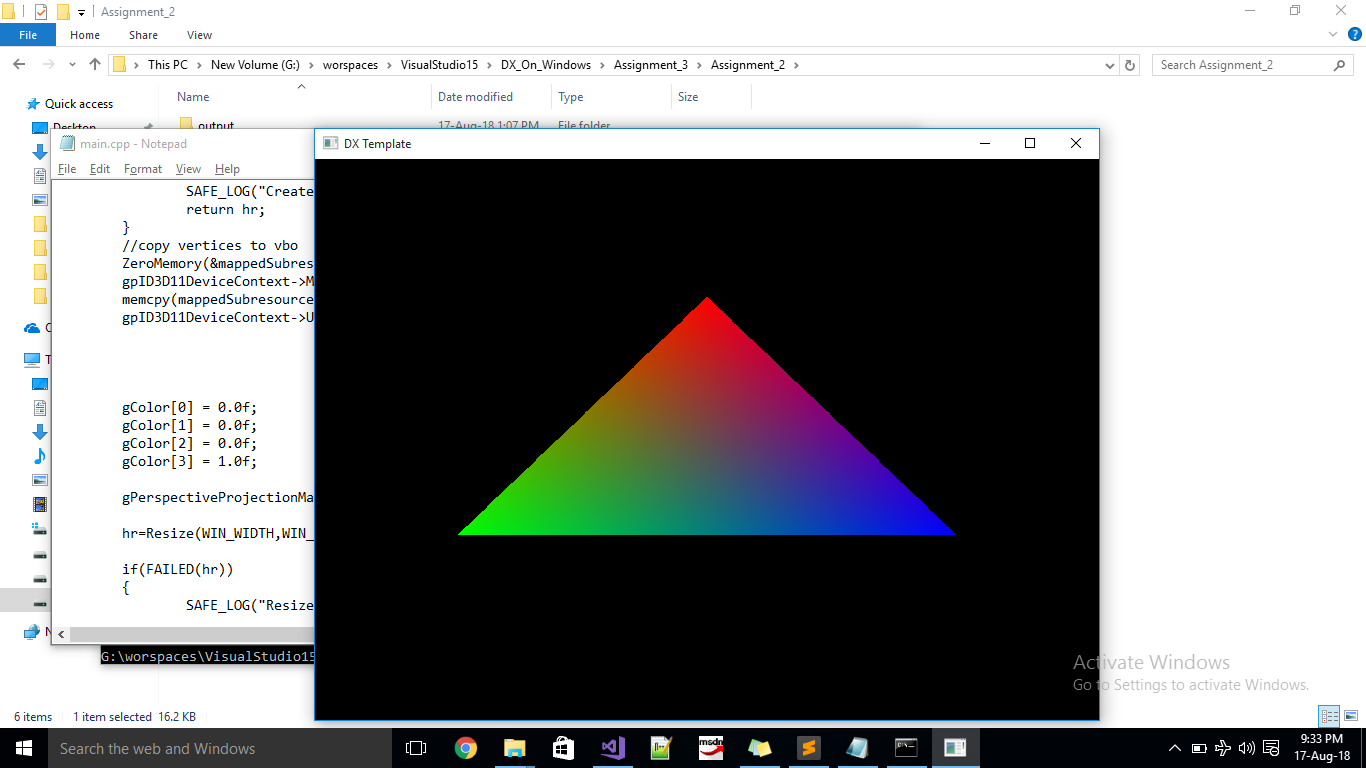 Assignment_2
File Home Share View
This PC New Volume (G:) worspaces VisualStudio15 DX_On_Windows Assignment_3 Assignment_2
Search Assignment_2
Quick access
Desktop
Name Date modified Type Size
output 17-Aug-18 1:07 PM File folder
main.cpp - Notepad
File Edit Format View Help
SAFE_LOG("Create
return hr;
}
//copy vertices to vbo
ZeroMemory(&mappedSubres
gpID3D11DeviceContext->M
memcpy(mappedSubresource
gpID3D11DeviceContext->U
gColor[0] = 0.0f;
gColor[1] = 0.0f;
gColor[2] = 0.0f;
gColor[3] = 1.0f;
gPerspectiveProjectionMa
hr=Resize(WIN_WIDTH,WIN_
if(FAILED(hr))
{
SAFE_LOG("Resize
G:\worspaces\VisualStudio15
DX Template
Activate Windows
Go to Settings to activate Windows.
6 items 1 item selected 16.2 KB
Search the web and Windows
msdn
9:33 PM
17-Aug-18